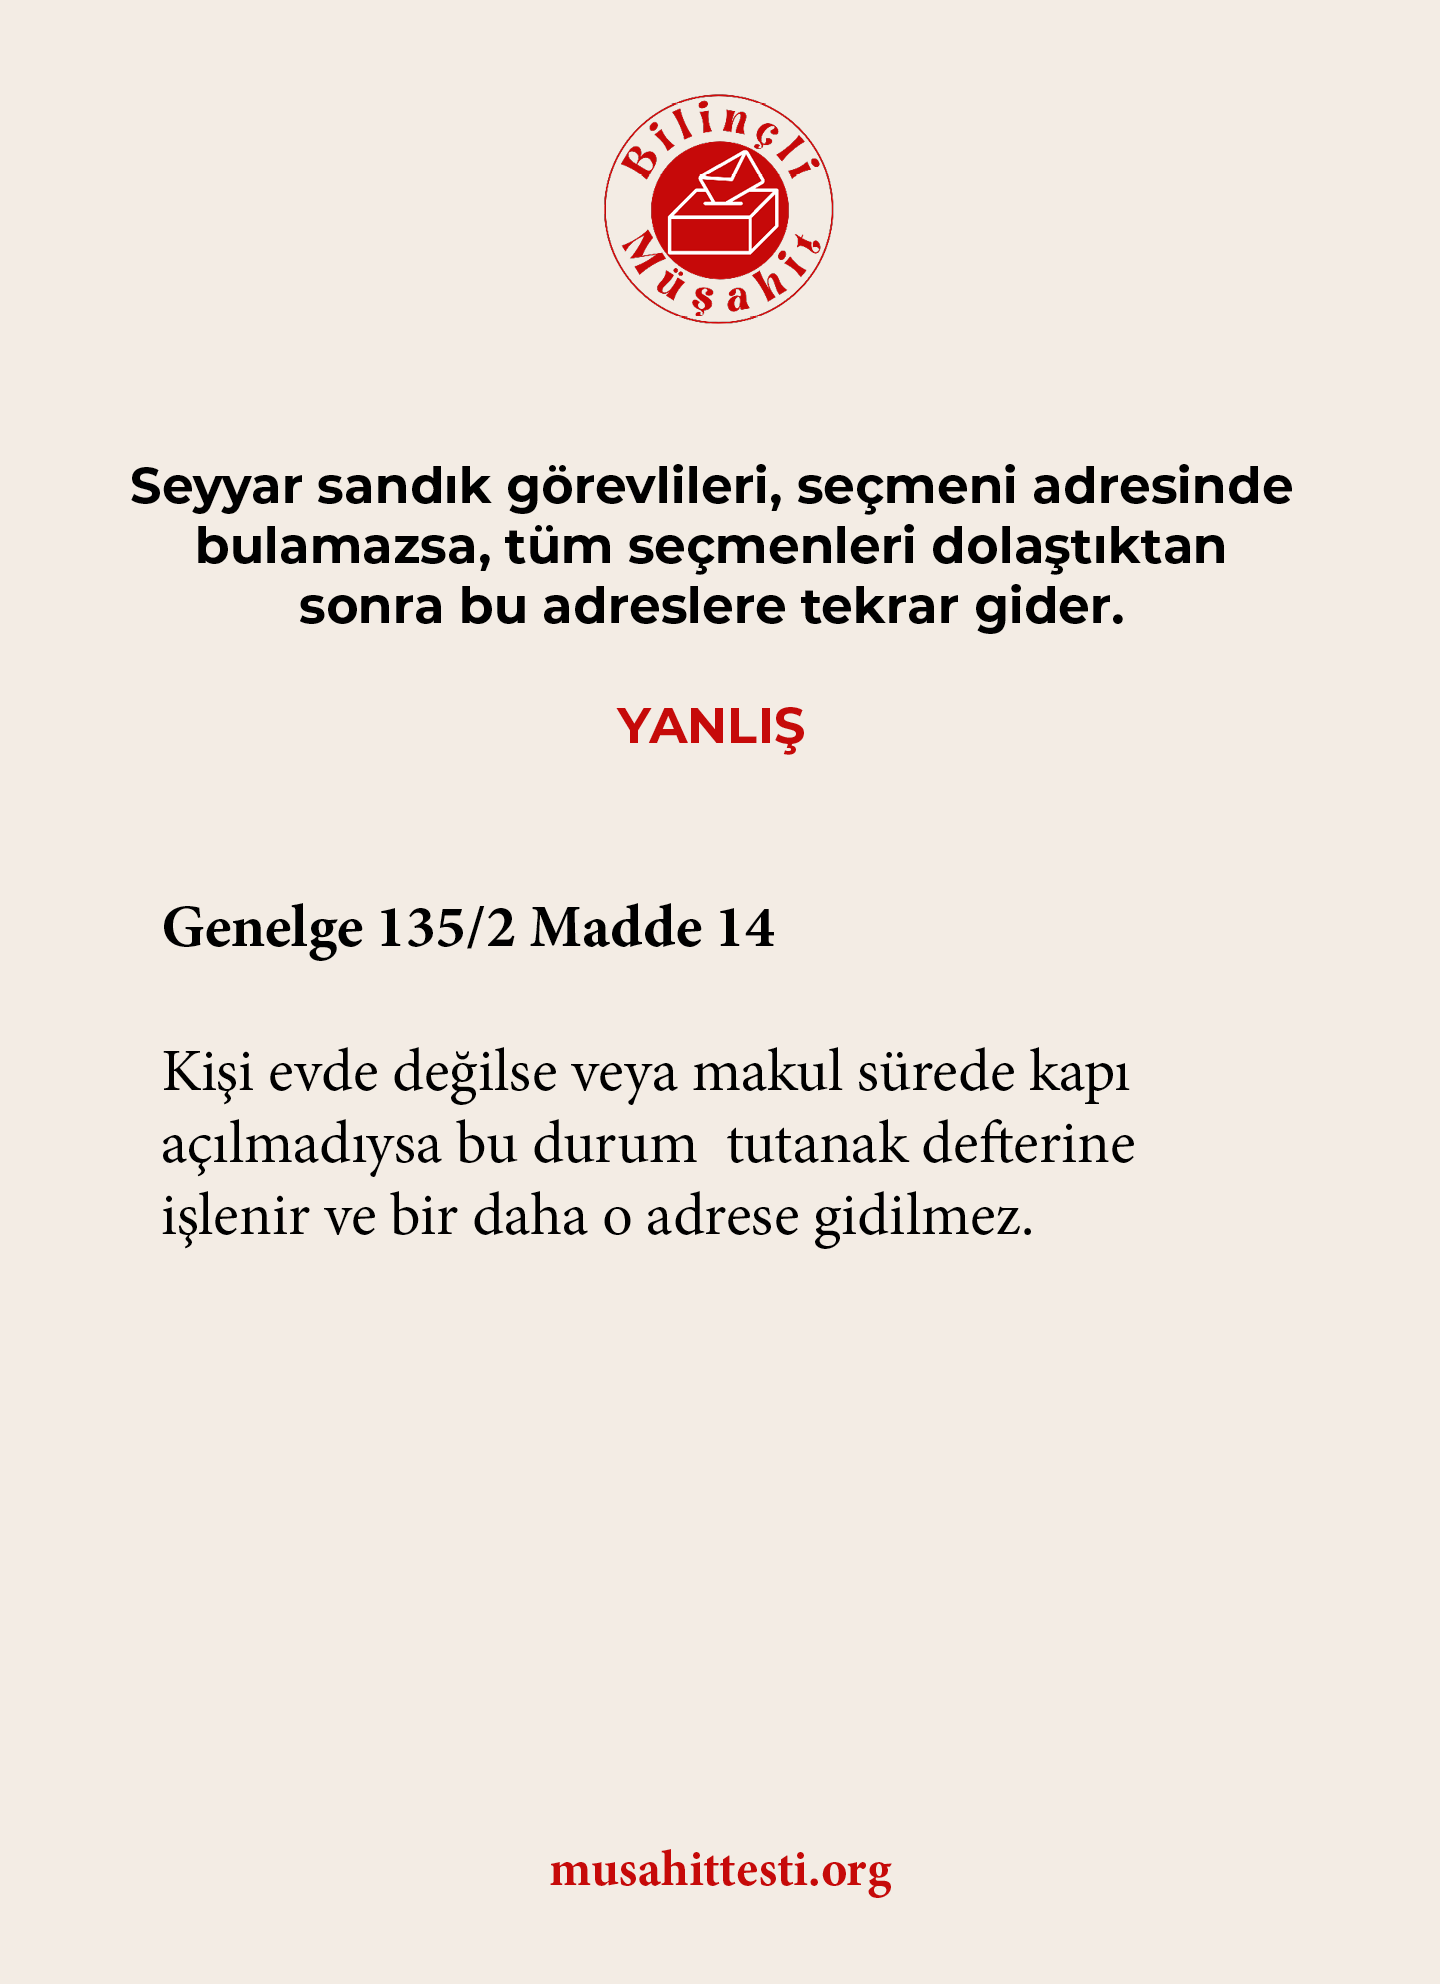 Bilinçli
Müşahit
Seyyar sandık görevlileri, seçmeni adresinde
bulamazsa, tüm seçmenleri dolaştıktan
sonra bu adreslere tekrar gider.
YANLIŞ
Genelge 135/2 Madde 14
Kişi evde değilse veya makul sürede kapı
açılmadıysa bu durum  tutanak defterine
işlenir ve bir daha o adrese gidilmez.
musahittesti.org